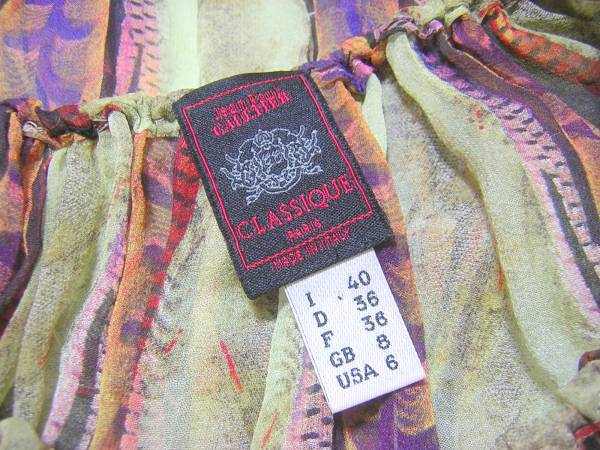 Jean Paul
GAULTIER
CLASSIQUE
PARIS
MADE IN ITALY
I 40
D 36
F 36
GB 8
USA 6